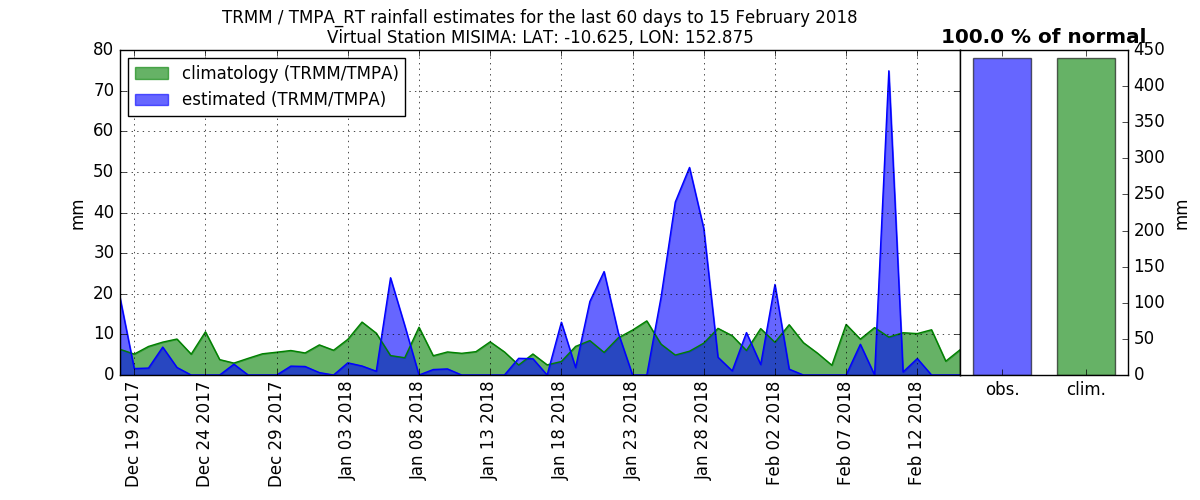 TRMM / TMPA_RT rainfall estimates for the last 60 days to 15 February 2018
Virtual Station MISIMA: LAT: -10.625, LON: 152.875
100.0 % of normal
climatology (TRMM/TMPA)
estimated (TRMM/TMPA)
80
70
60
50
40
30
20
10
0
mm
Dec 19 2017
Dec 24 2017
Dec 29 2017
Jan 03 2018
Jan 08 2018
Jan 13 2018
Jan 18 2018
Jan 23 2018
Jan 28 2018
Feb 02 2018
Feb 07 2018
Feb 12 2018
obs.
clim.
450
400
350
300
250
200
150
100
50
0
mm